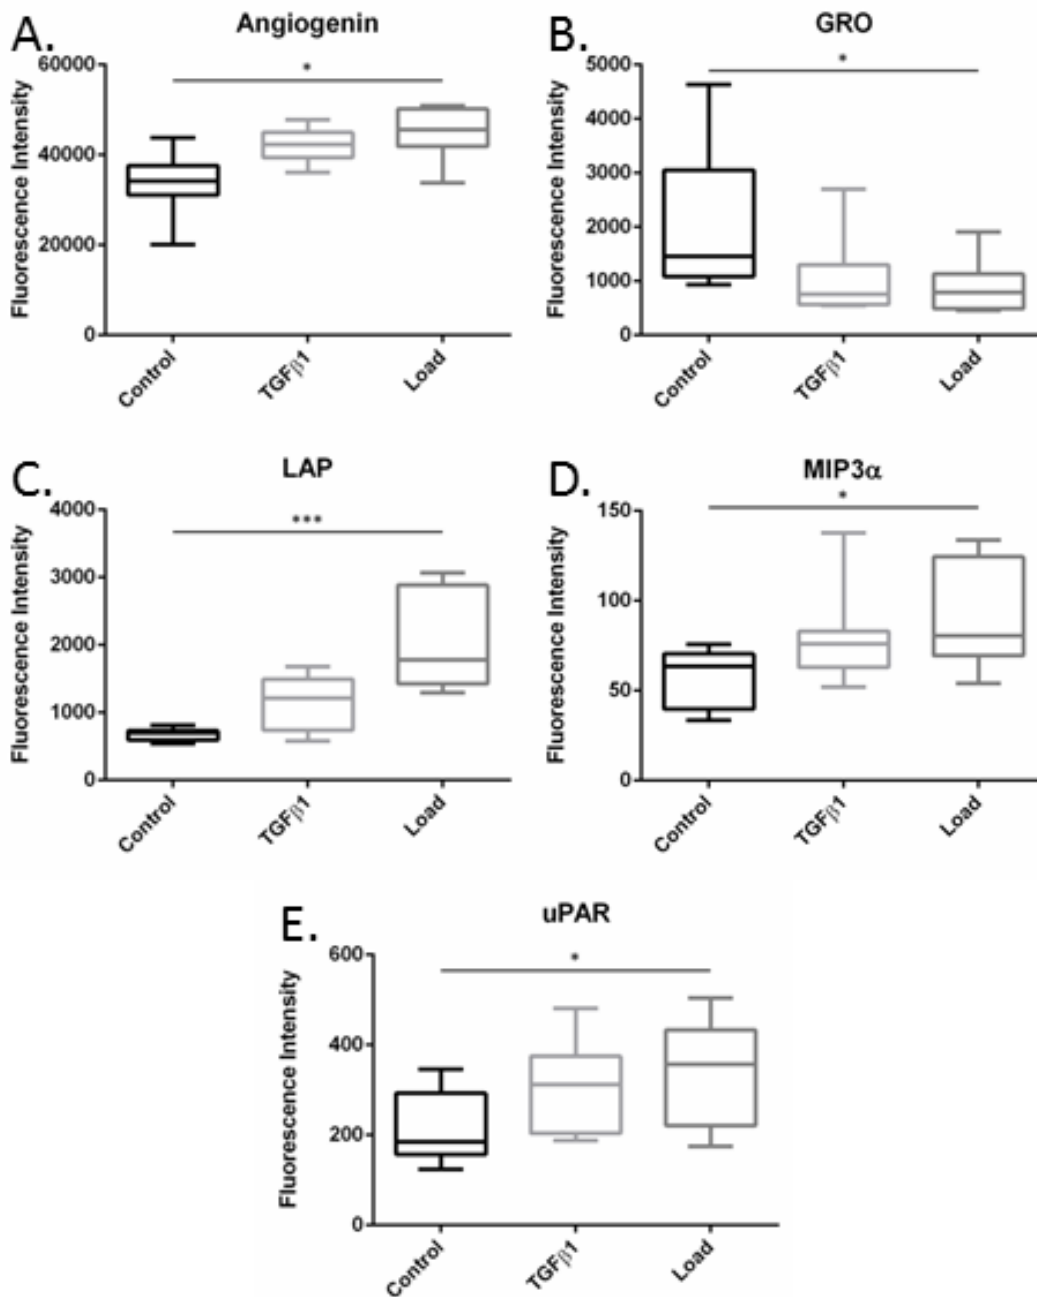 A. Angiogenin
*
Fluorescence Intensity
60000
40000
20000
0
Control
TGFβ1
Load
B. GRO
*
Fluorescence Intensity
5000
4000
3000
2000
1000
0
Control
TGFβ1
Load
C. LAP
***
Fluorescence Intensity
4000
3000
2000
1000
0
Control
TGFβ1
Load
D. MIP3α
*
Fluorescence Intensity
150
100
50
0
Control
TGFβ1
Load
E. uPAR
*
Fluorescence Intensity
600
400
200
0
Control
TGFβ1
Load